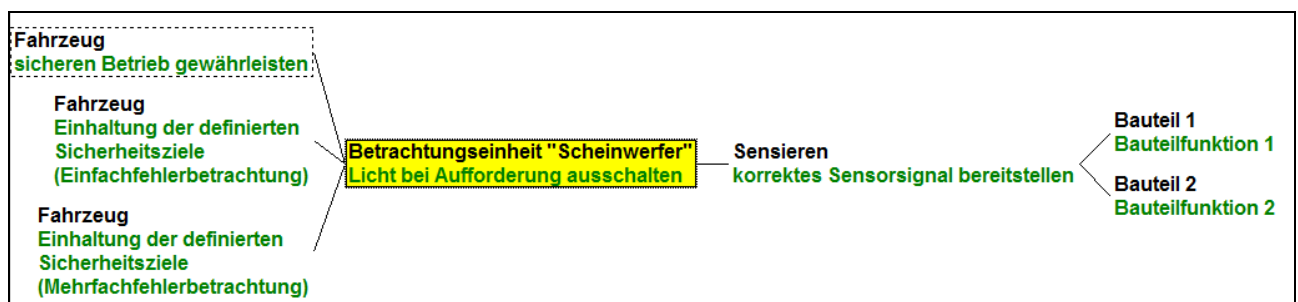 Fahrzeug
sicheren Betrieb gewährleisten
Fahrzeug
Einhaltung der definierten
Sicherheitsziele
(Einfachfehlerbetrachtung)
Fahrzeug
Einhaltung der definierten
Sicherheitsziele
(Mehrfachfehlerbetrachtung)
Betrachtungseinheit "Scheinwerfer"
Licht bei Aufforderung ausschalten
Sensieren
korrektes Sensorsignal bereitstellen
Bauteil 1
Bauteilfunktion 1
Bauteil 2
Bauteilfunktion 2